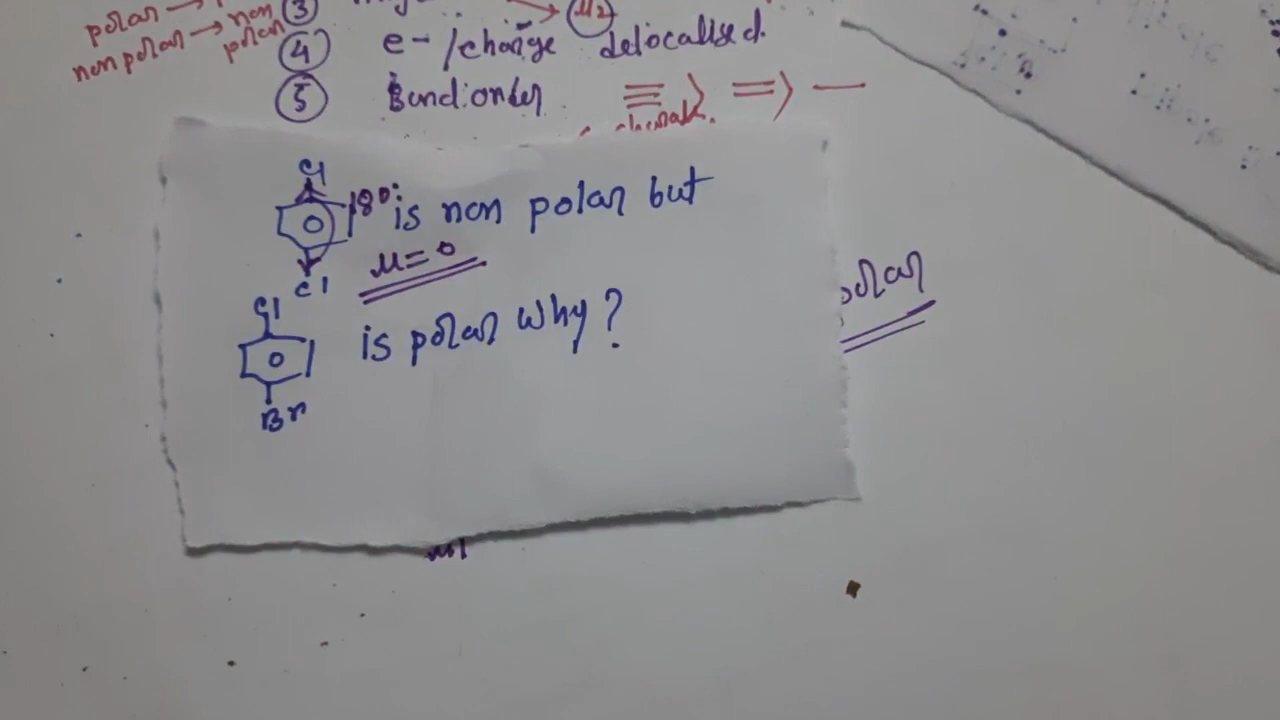 polar →
non polar → non polar
③
④ e- /change delocalised.
⑤ Bond order ≡ > = > —
Cl
180° is non polar but
μ = 0
Cl
Cl
is polar why?
Br
polar